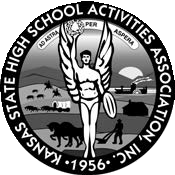 KANSAS STATE HIGH SCHOOL ACTIVITIES ASSOCIATION, INC.
AD ASTRA PER ASPERA
•1956•